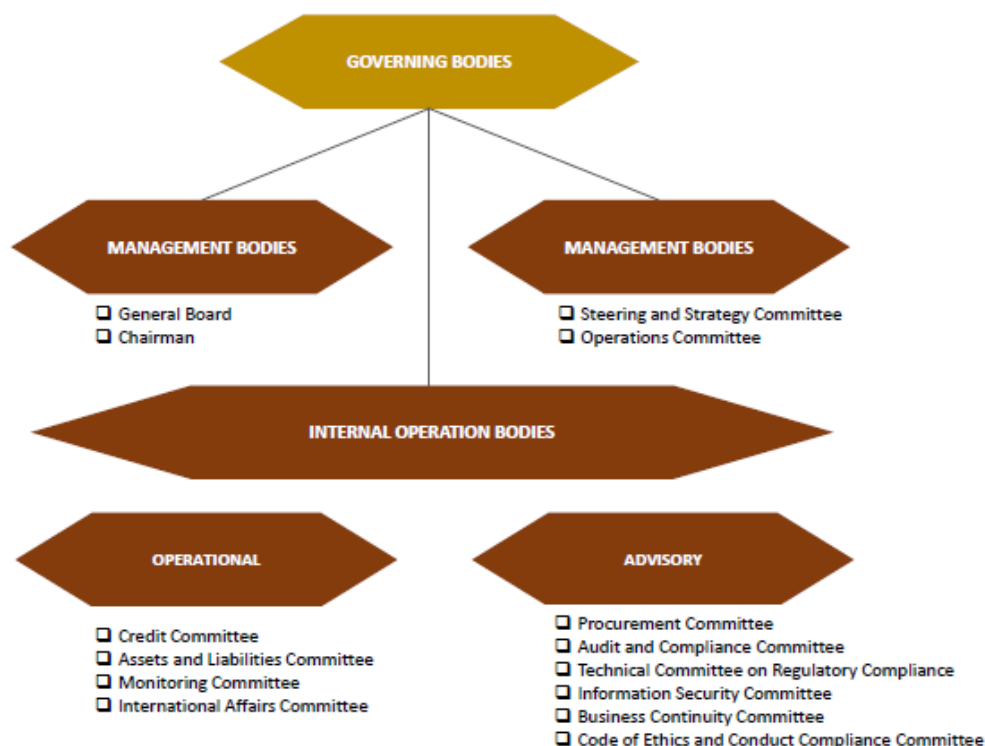 GOVERNING BODIES
MANAGEMENT BODIES
❑ General Board
❑ Chairman
MANAGEMENT BODIES
❑ Steering and Strategy Committee
❑ Operations Committee
INTERNAL OPERATION BODIES
OPERATIONAL
❑ Credit Committee
❑ Assets and Liabilities Committee
❑ Monitoring Committee
❑ International Affairs Committee
ADVISORY
❑ Procurement Committee
❑ Audit and Compliance Committee
❑ Technical Committee on Regulatory Compliance
❑ Information Security Committee
❑ Business Continuity Committee
❑ Code of Ethics and Conduct Compliance Committee